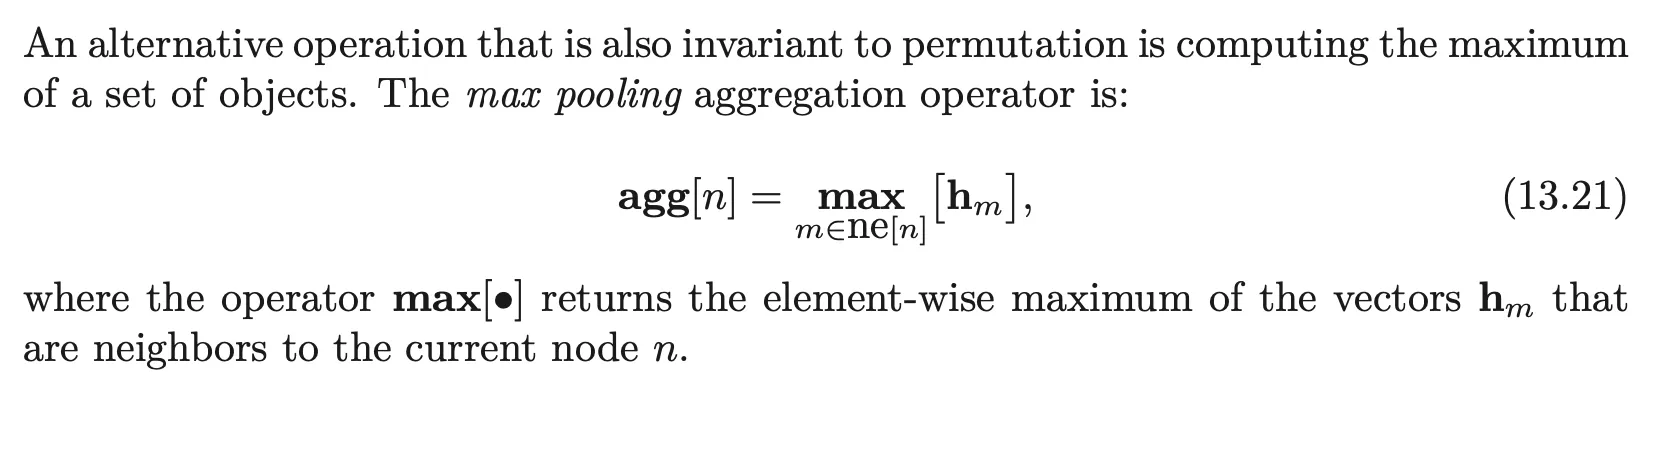 An alternative operation that is also invariant to permutation is computing the maximum
of a set of objects. The max pooling aggregation operator is:
agg[n] = max_{m∈ne[n]} [h_m], (13.21)
where the operator max[•] returns the element-wise maximum of the vectors h_m that
are neighbors to the current node n.